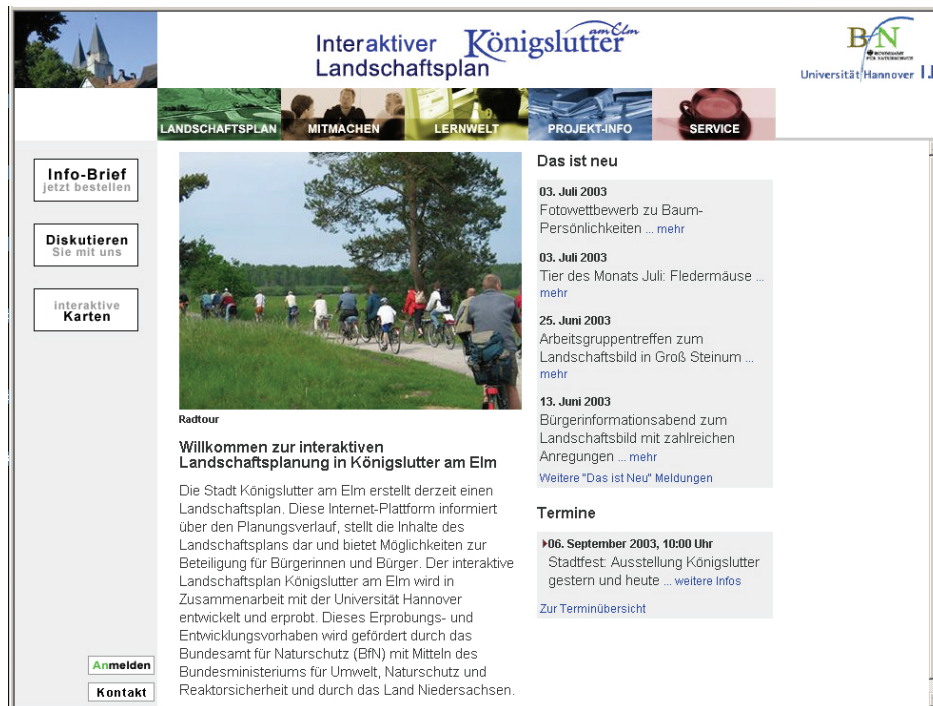 Interaktiver Königslutter am Elm
Landschaftsplan
BfN
BUNDESAMT
FÜR NATURSCHUTZ
Universität Hannover
LANDSCHAFTSPLAN MITMACHEN LERNWELT PROJEKT-INFO SERVICE
Info-Brief
jetzt bestellen
Diskutieren
Sie mit uns
interaktive
Karten
Anmelden
Kontakt
Radtour
Willkommen zur interaktiven
Landschaftsplanung in Königslutter am Elm
Die Stadt Königslutter am Elm erstellt derzeit einen
Landschaftsplan. Diese Internet-Plattform informiert
über den Planungsverlauf, stellt die Inhalte des
Landschaftsplans dar und bietet Möglichkeiten zur
Beteiligung für Bürgerinnen und Bürger. Der interaktive
Landschaftsplan Königslutter am Elm wird in
Zusammenarbeit mit der Universität Hannover
entwickelt und erprobt. Dieses Erprobungs- und
Entwicklungsvorhaben wird gefördert durch das
Bundesamt für Naturschutz (BfN) mit Mitteln des
Bundesministeriums für Umwelt, Naturschutz und
Reaktorsicherheit und durch das Land Niedersachsen.
Das ist neu
03. Juli 2003
Fotowettbewerb zu Baum-
Persönlichkeiten ... mehr
03. Juli 2003
Tier des Monats Juli: Fledermäuse ...
mehr
25. Juni 2003
Arbeitsgruppentreffen zum
Landschaftsbild in Groß Steinum ...
mehr
13. Juni 2003
Bürgerinformationsabend zum
Landschaftsbild mit zahlreichen
Anregungen ... mehr
Weitere "Das ist Neu" Meldungen
Termine
06. September 2003, 10:00 Uhr
Stadtfest: Ausstellung Königslutter
gestern und heute ... weitere Infos
Zur Terminübersicht